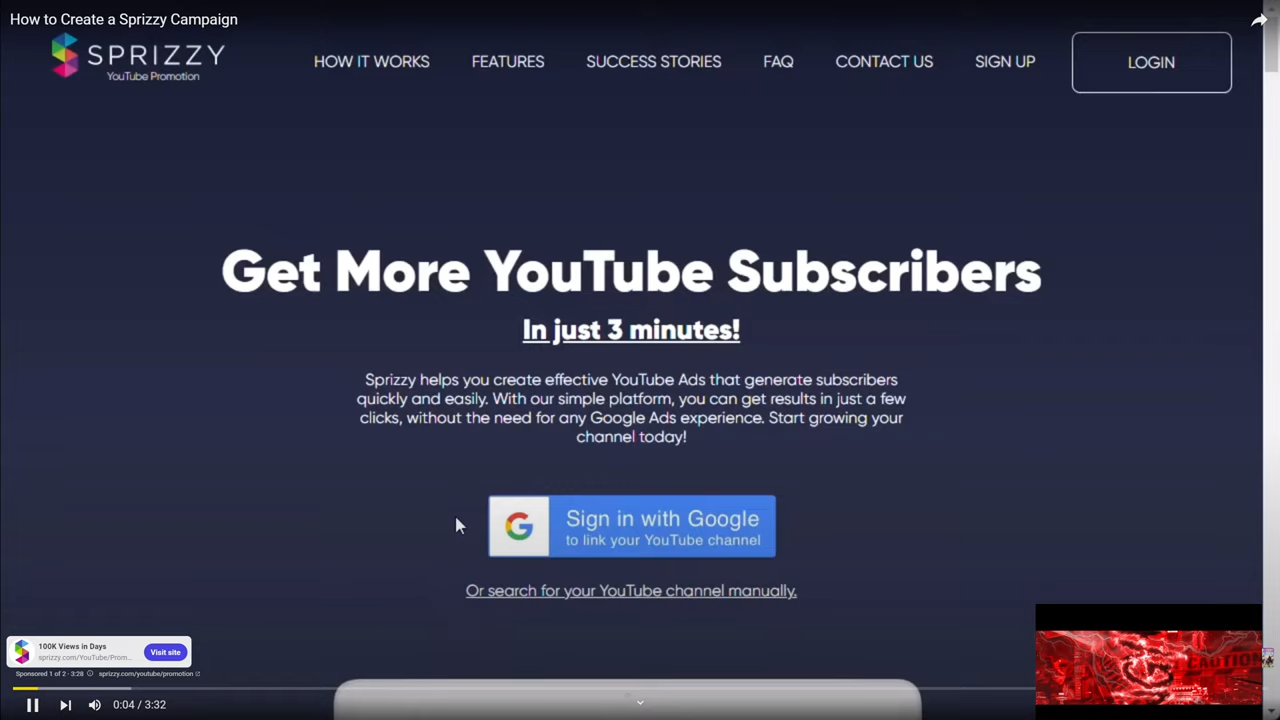 How to Create a Sprizzy Campaign
SPRIZZY
YouTube Promotion
HOW IT WORKS
FEATURES
SUCCESS STORIES
FAQ
CONTACT US
SIGN UP
LOGIN
Get More YouTube Subscribers
In just 3 minutes!
Sprizzy helps you create effective YouTube Ads that generate subscribers
quickly and easily. With our simple platform, you can get results in just a few
clicks, without the need for any Google Ads experience. Start growing your
channel today!
G
Sign in with Google
to link your YouTube channel
Or search for your YouTube channel manually.
100K Views in Days
sprizzy.com/YouTube/Prom...
Visit site
Sponsored 1 of 2 · 3:28
sprizzy.com/youtube/promotion
0:04 / 3:32
CAUTION